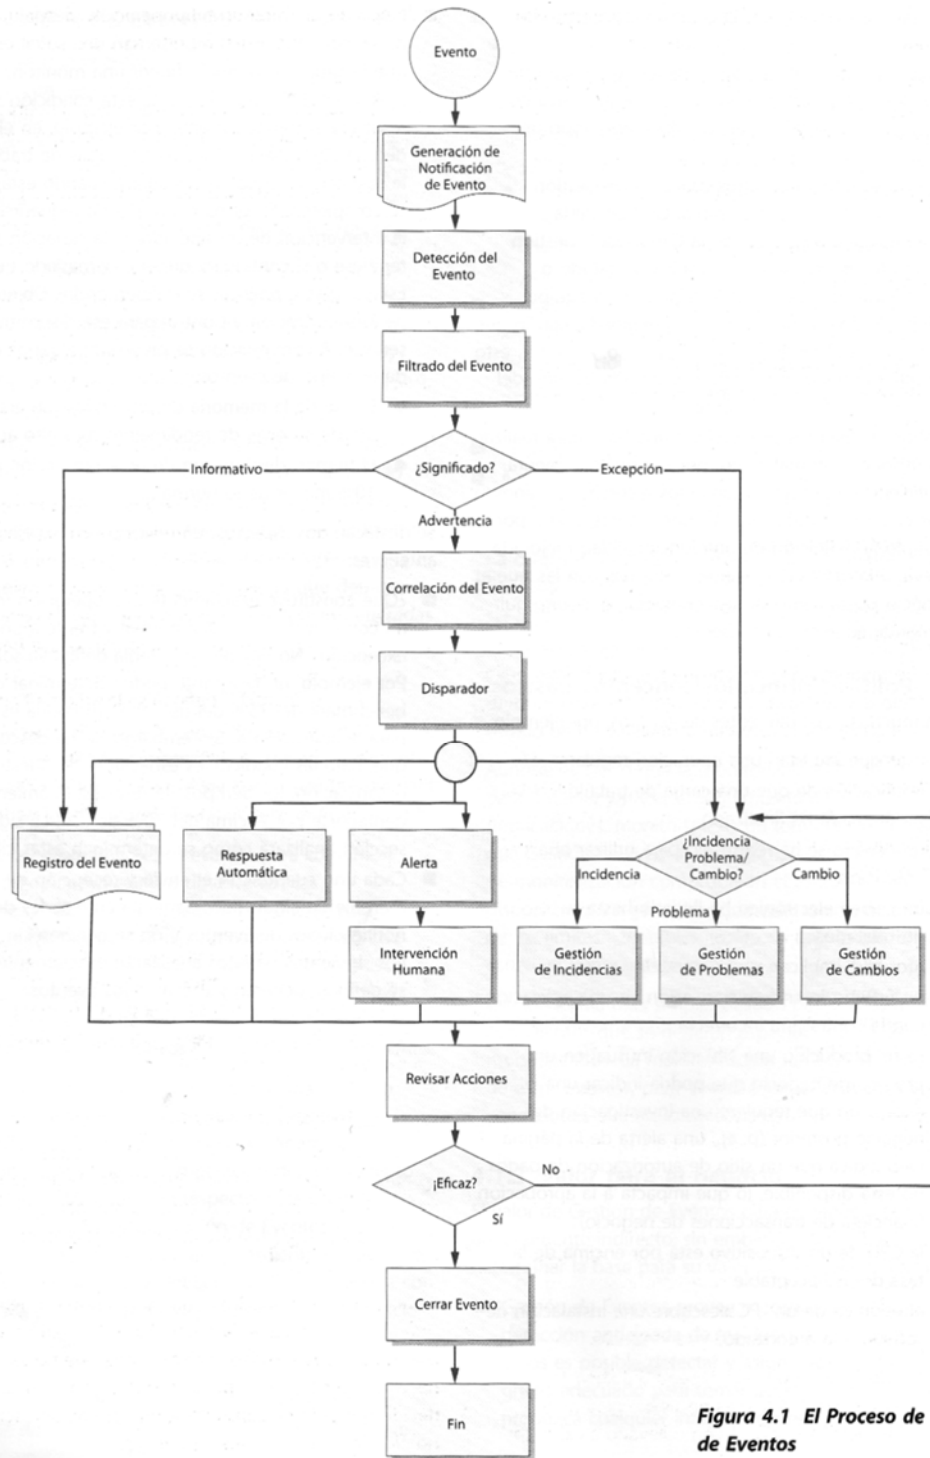 Evento
Generación de
Notificación
de Evento
Detección del
Evento
Filtrado del Evento
¿Significado?
Informativo
Excepción
Advertencia
Correlación del Evento
Disparador
Registro del Evento
Respuesta
Automática
Alerta
¿Incidencia
Problema/
Cambio?
Incidencia
Cambio
Problema
Intervención
Humana
Gestión
de Incidencias
Gestión
de Problemas
Gestión
de Cambios
Revisar Acciones
¡Eficaz?
No
Sí
Cerrar Evento
Fin
Figura 4.1 El Proceso de
de Eventos